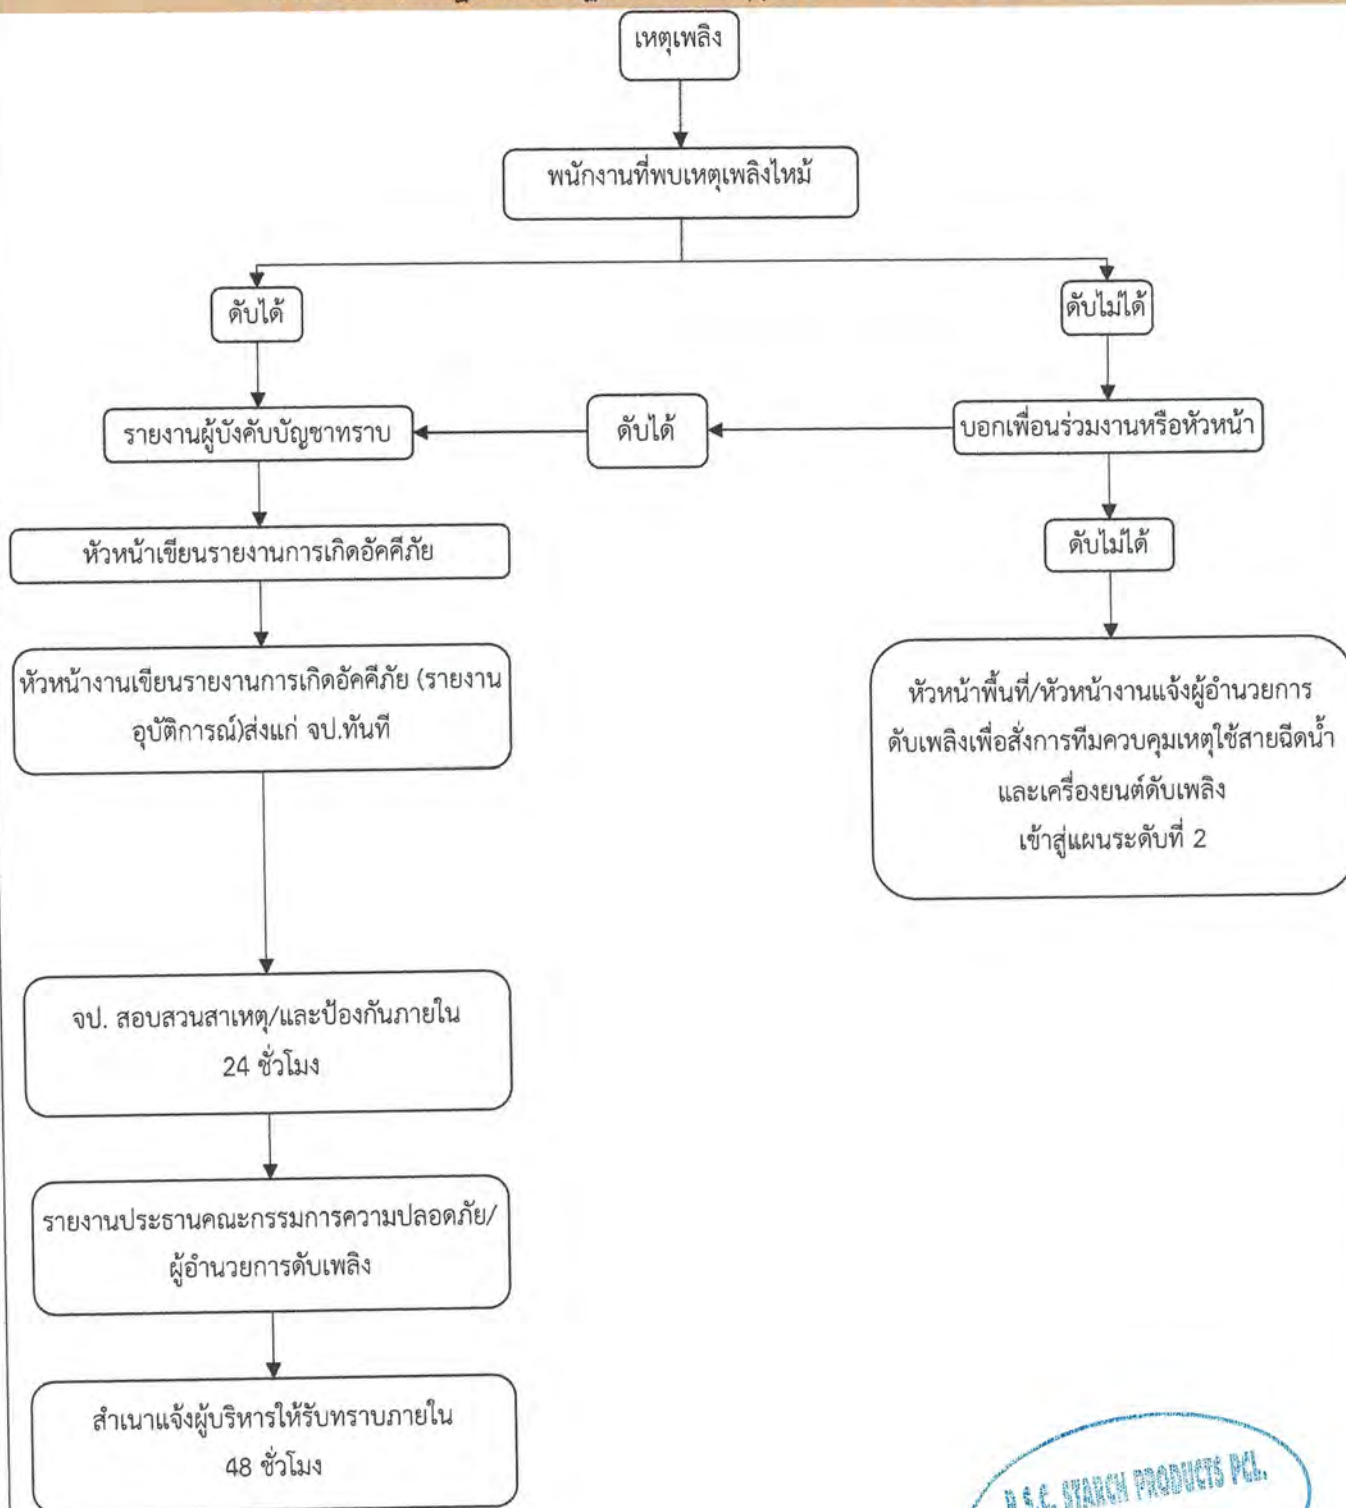 เหตุเพลิง
พนักงานที่พบเหตุเพลิงไหม้
ดับได้
ดับไม่ได้
รายงานผู้บังคับบัญชาทราบ
ดับได้
บอกเพื่อนร่วมงานหรือหัวหน้า
หัวหน้าเขียนรายงานการเกิดอัคคีภัย
ดับไม่ได้
หัวหน้างานเขียนรายงานการเกิดอัคคีภัย (รายงาน
อุบัติการณ์)ส่งแก่ จป.ทันที
หัวหน้าพื้นที่/หัวหน้างานแจ้งผู้อำนวยการ
ดับเพลิงเพื่อสั่งการทีมควบคุมเหตุใช้สายฉีดน้ำ
และเครื่องยนต์ดับเพลิง
เข้าสู่แผนระดับที่ 2
จป. สอบสวนสาเหตุ/และป้องกันภายใน
24 ชั่วโมง
รายงานประธานคณะกรรมการความปลอดภัย/
ผู้อำนวยการดับเพลิง
สำเนาแจ้งผู้บริหารให้รับทราบภายใน
48 ชั่วโมง
S.C. STARCH PRODUCTS PCL.